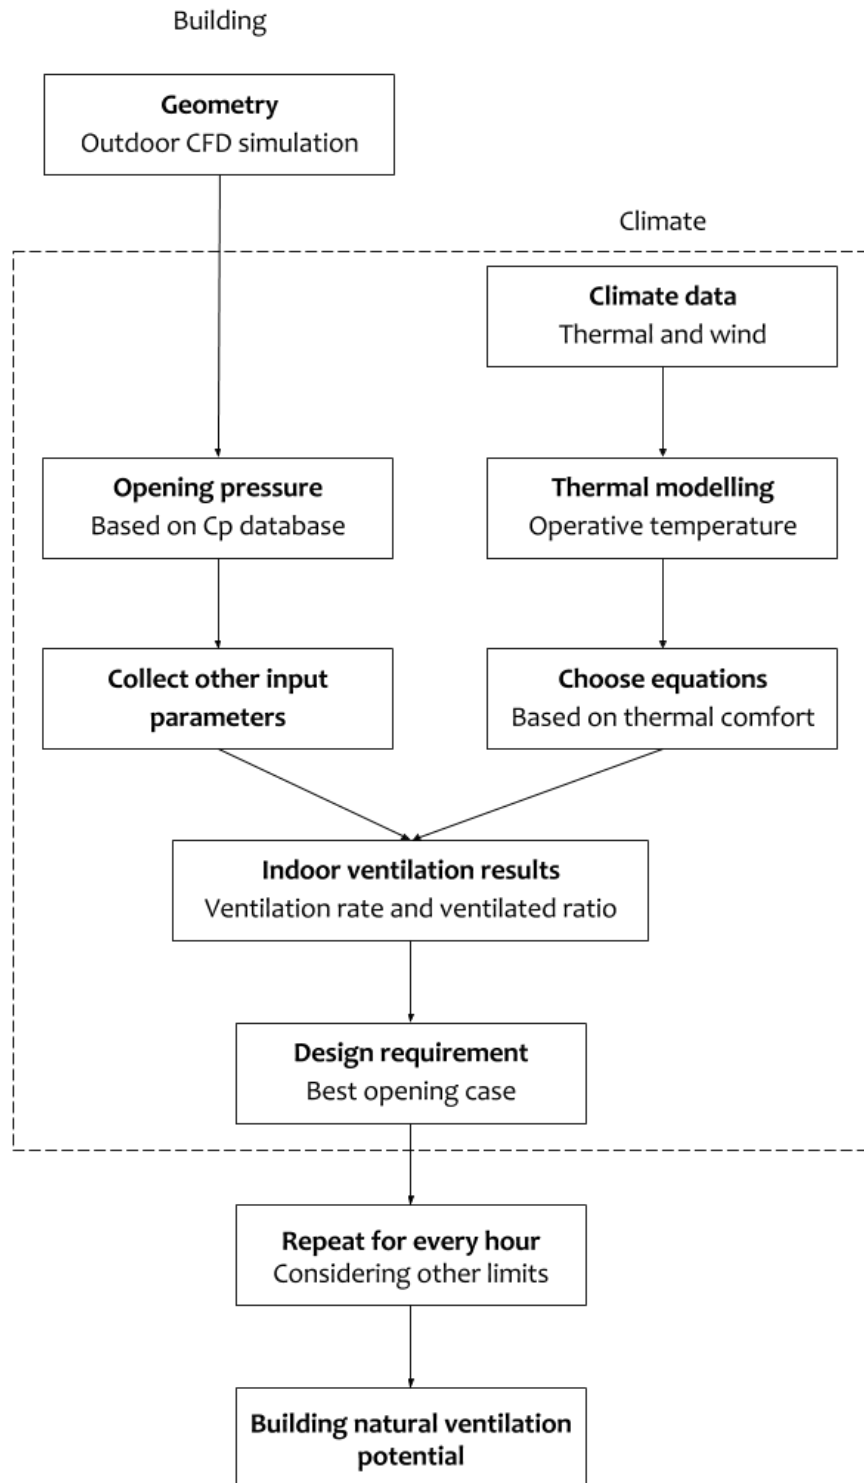 Building
Geometry
Outdoor CFD simulation
Climate
Climate data
Thermal and wind
Opening pressure
Based on Cp database
Thermal modelling
Operative temperature
Collect other input
parameters
Choose equations
Based on thermal comfort
Indoor ventilation results
Ventilation rate and ventilated ratio
Design requirement
Best opening case
Repeat for every hour
Considering other limits
Building natural ventilation
potential